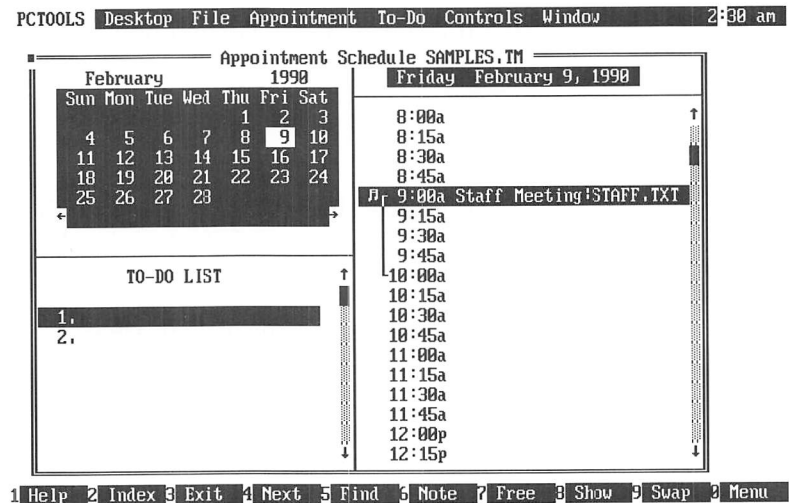 PCTOOLS Desktop File Appointment To-Do Controls Window 2:30 am
Appointment Schedule SAMPLES.TM
February 1990
Sun Mon Tue Wed Thu Fri Sat
1 2 3
4 5 6 7 8 9 10
11 12 13 14 15 16 17
18 19 20 21 22 23 24
25 26 27 28
TO-DO LIST
1.
2.
Friday February 9, 1990
8:00a
8:15a
8:30a
8:45a
9:00a Staff Meeting¦STAFF.TXT
9:15a
9:30a
9:45a
10:00a
10:15a
10:30a
10:45a
11:00a
11:15a
11:30a
11:45a
12:00p
12:15p
1 Help 2 Index 3 Exit 4 Next 5 Find 6 Note 7 Free 8 Show 9 Swap 0 Menu